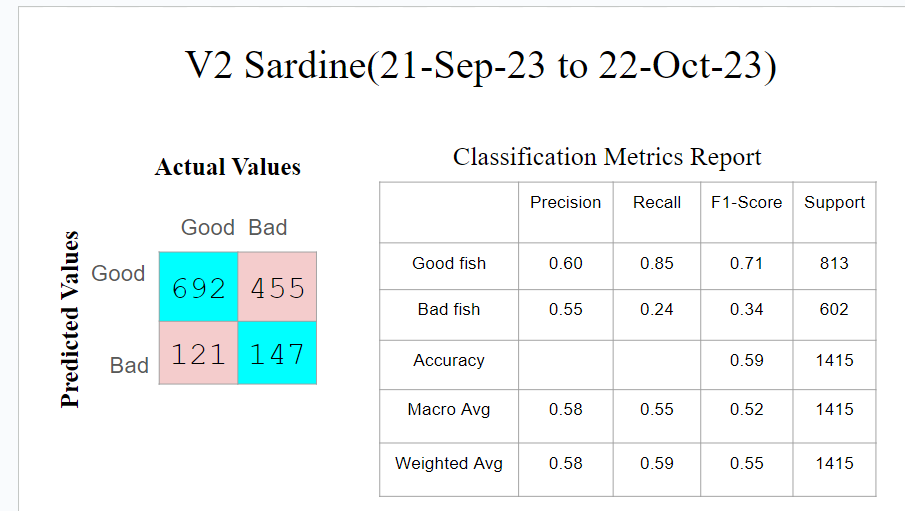 V2 Sardine(21-Sep-23 to 22-Oct-23)
Actual Values
Good Bad
Predicted Values
Good 692 455
Bad 121 147
Classification Metrics Report
Precision Recall F1-Score Support
Good fish 0.60 0.85 0.71 813
Bad fish 0.55 0.24 0.34 602
Accuracy 0.59 1415
Macro Avg 0.58 0.55 0.52 1415
Weighted Avg 0.58 0.59 0.55 1415